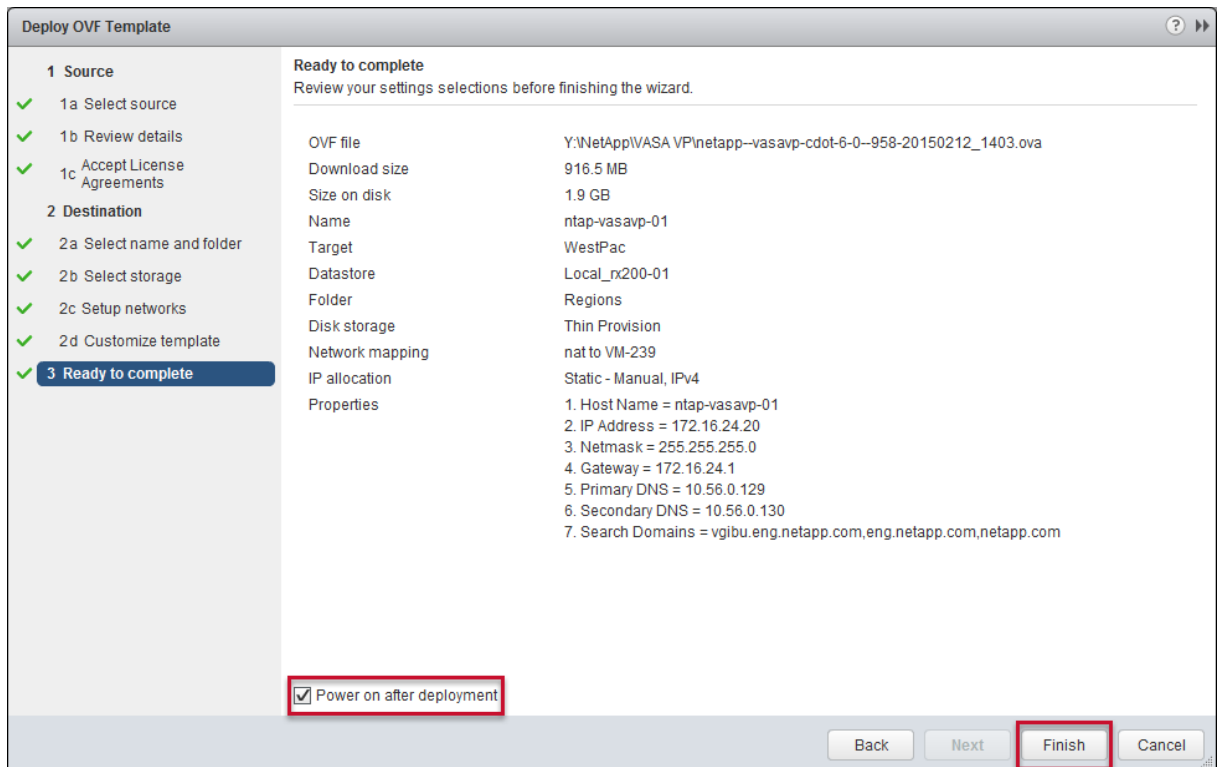 Deploy OVF Template
?
1 Source
1a Select source
1b Review details
1c Accept License
Agreements
2 Destination
2a Select name and folder
2b Select storage
2c Setup networks
2d Customize template
3 Ready to complete
Ready to complete
Review your settings selections before finishing the wizard.
OVF file Y:\NetApp\VASA VP\netapp--vasavp-cdot-6-0--958-20150212_1403.ova
Download size 916.5 MB
Size on disk 1.9 GB
Name ntap-vasavp-01
Target WestPac
Datastore Local_rx200-01
Folder Regions
Disk storage Thin Provision
Network mapping nat to VM-239
IP allocation Static - Manual, IPv4
Properties 1. Host Name = ntap-vasavp-01
2. IP Address = 172.16.24.20
3. Netmask = 255.255.255.0
4. Gateway = 172.16.24.1
5. Primary DNS = 10.56.0.129
6. Secondary DNS = 10.56.0.130
7. Search Domains = vgibu.eng.netapp.com,eng.netapp.com,netapp.com
Power on after deployment
Back Next Finish Cancel